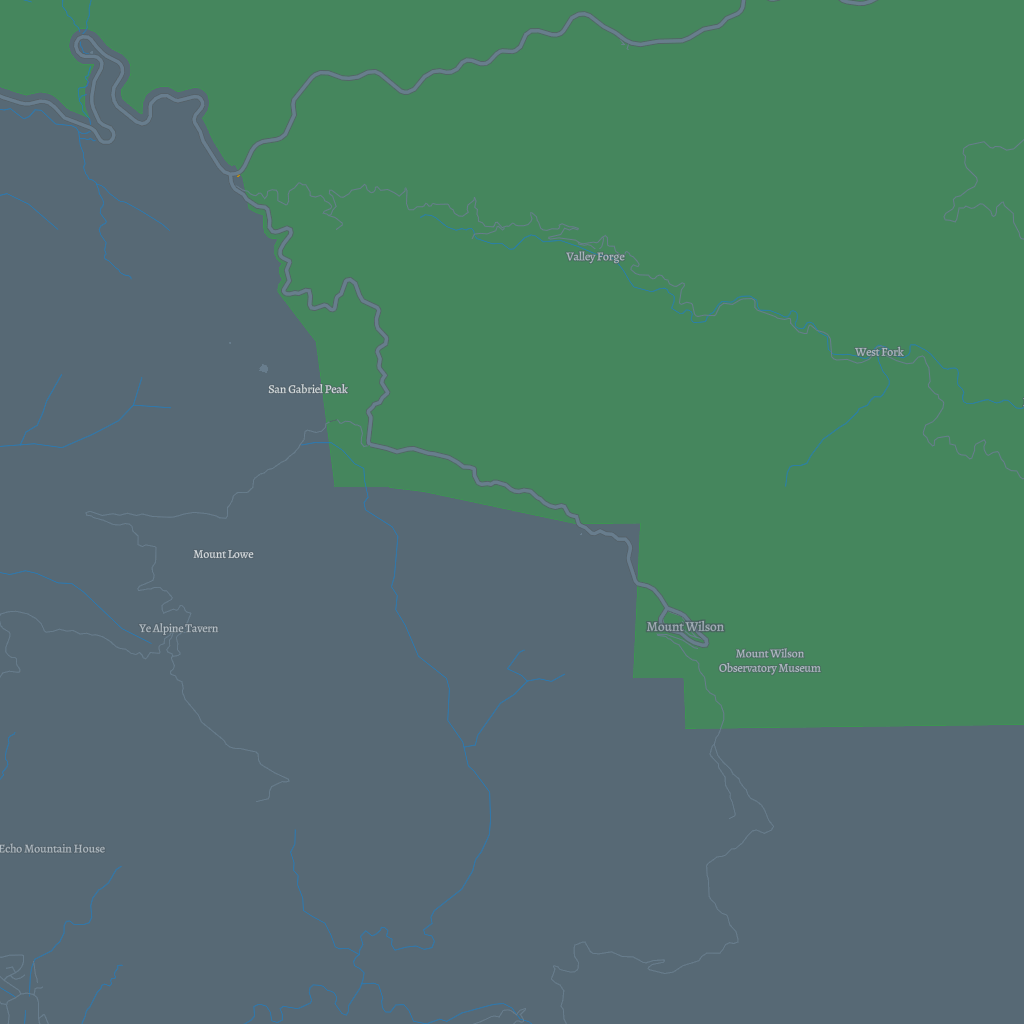 Valley Forge
West Fork
San Gabriel Peak
Mount Lowe
Ye Alpine Tavern
Mount Wilson
Mount Wilson
Observatory Museum
Echo Mountain House